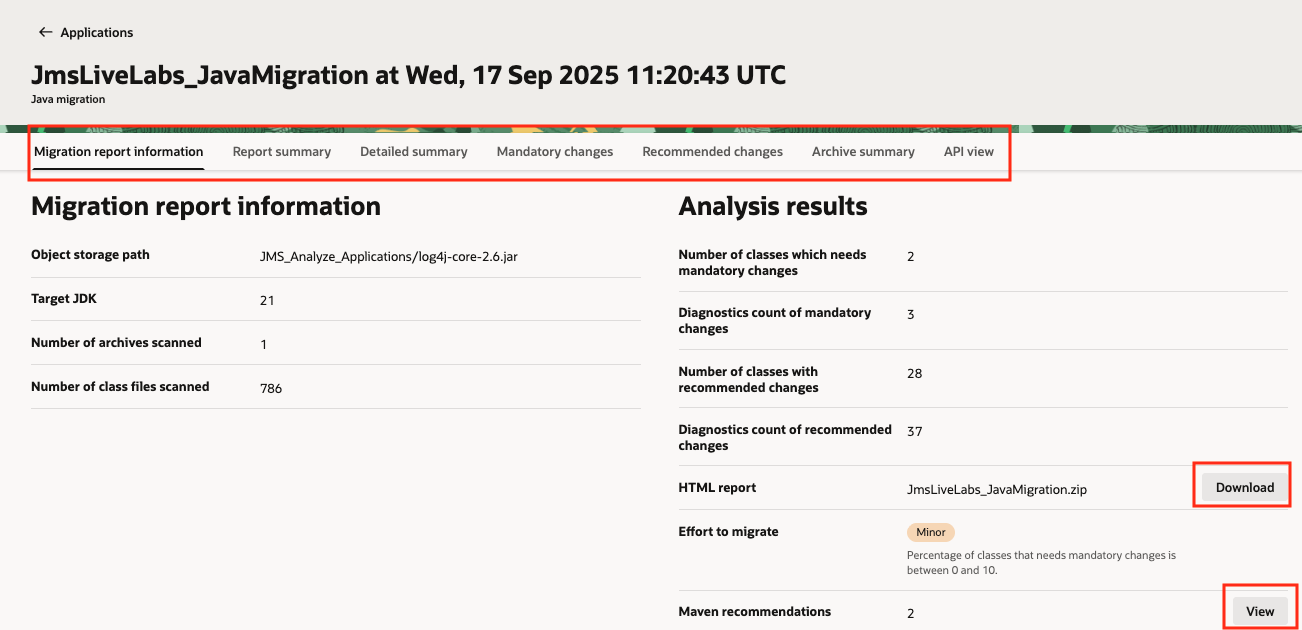 Applications
JmsLiveLabs_JavaMigration at Wed, 17 Sep 2025 11:20:43 UTC
Java migration
Migration report information Report summary Detailed summary Mandatory changes Recommended changes Archive summary API view
Migration report information
Object storage path JMS_Analyze_Applications/log4j-core-2.6.jar
Target JDK 21
Number of archives scanned 1
Number of class files scanned 786
Analysis results
Number of classes which needs 2
mandatory changes
Diagnostics count of mandatory 3
changes
Number of classes with 28
recommended changes
Diagnostics count of recommended 37
changes
HTML report JmsLiveLabs_JavaMigration.zip Download
Effort to migrate Minor
Percentage of classes that needs mandatory changes is
between 0 and 10.
Maven recommendations 2 View